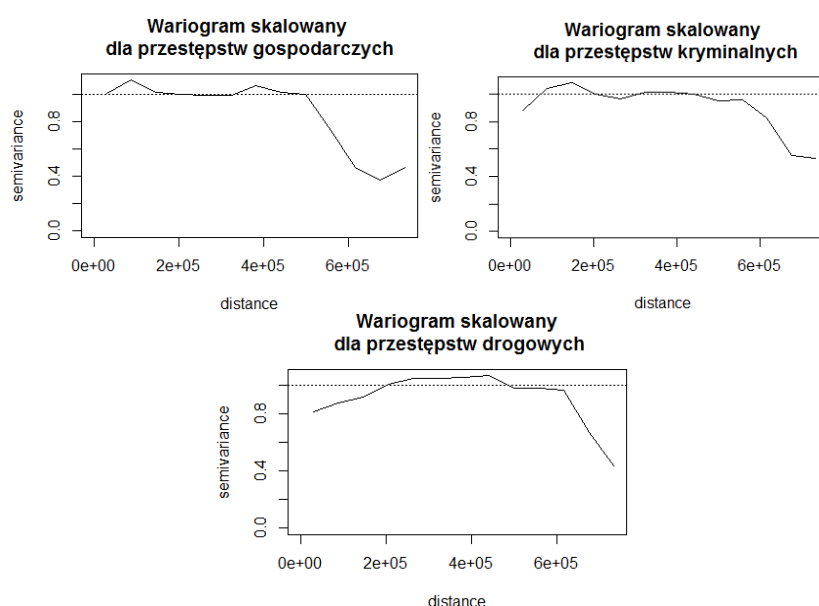 Wariogram skalowany
dla przestępstw gospodarczych
semivariance
0.0 0.4 0.8
0e+00 2e+05 4e+05 6e+05
distance
Wariogram skalowany
dla przestępstw kryminalnych
semivariance
0.0 0.4 0.8
0e+00 2e+05 4e+05 6e+05
distance
Wariogram skalowany
dla przestępstw drogowych
semivariance
0.0 0.4 0.8
0e+00 2e+05 4e+05 6e+05
distance